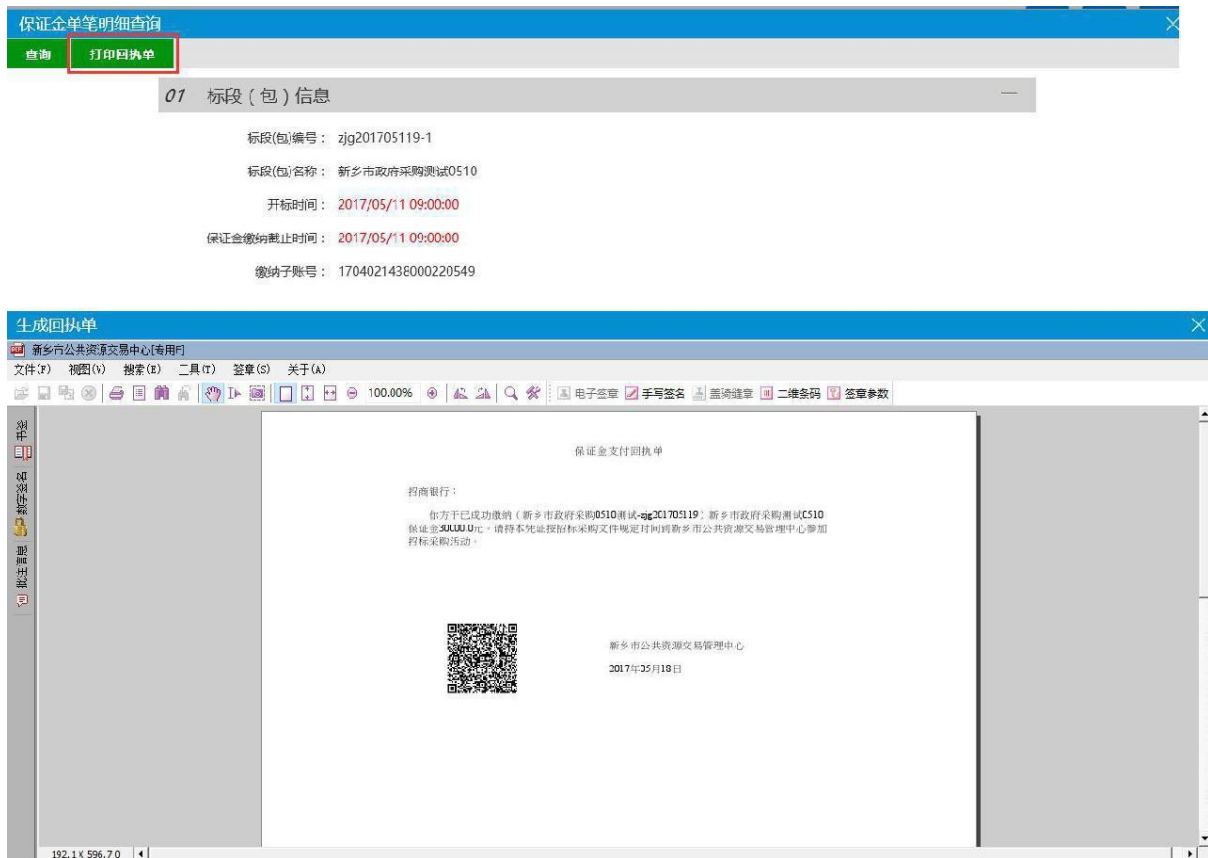 保证金单笔明细查询
查询 打印回执单
01 标段（包）信息
标段(包)编号： zjg201705119-1
标段(包)名称： 新乡市政府采购测试0510
开标时间： 2017/05/11 09:00:00
保证金缴纳截止时间： 2017/05/11 09:00:00
缴纳子账号： 1704021438000220549
生成回执单
新乡市公共资源交易中心[专用F]
文件(F) 视图(V) 搜索(E) 工具(T) 签章(S) 关于(A)
100.00% 电子签章 手写签名 盖骑缝章 二维条码 签章参数
书签
数字签名
批注信息
保证金支付回执单
招商银行：
你方于已成功缴纳（新乡市政府采购0510测试-zjg201705119）新乡市政府采购测试0510
保证金30000.0元。请持本凭证按招标采购文件规定时间到新乡市公共资源交易管理中心参加
招标采购活动。
新乡市公共资源交易管理中心
2017年05月18日
192.1 X 596.7 0